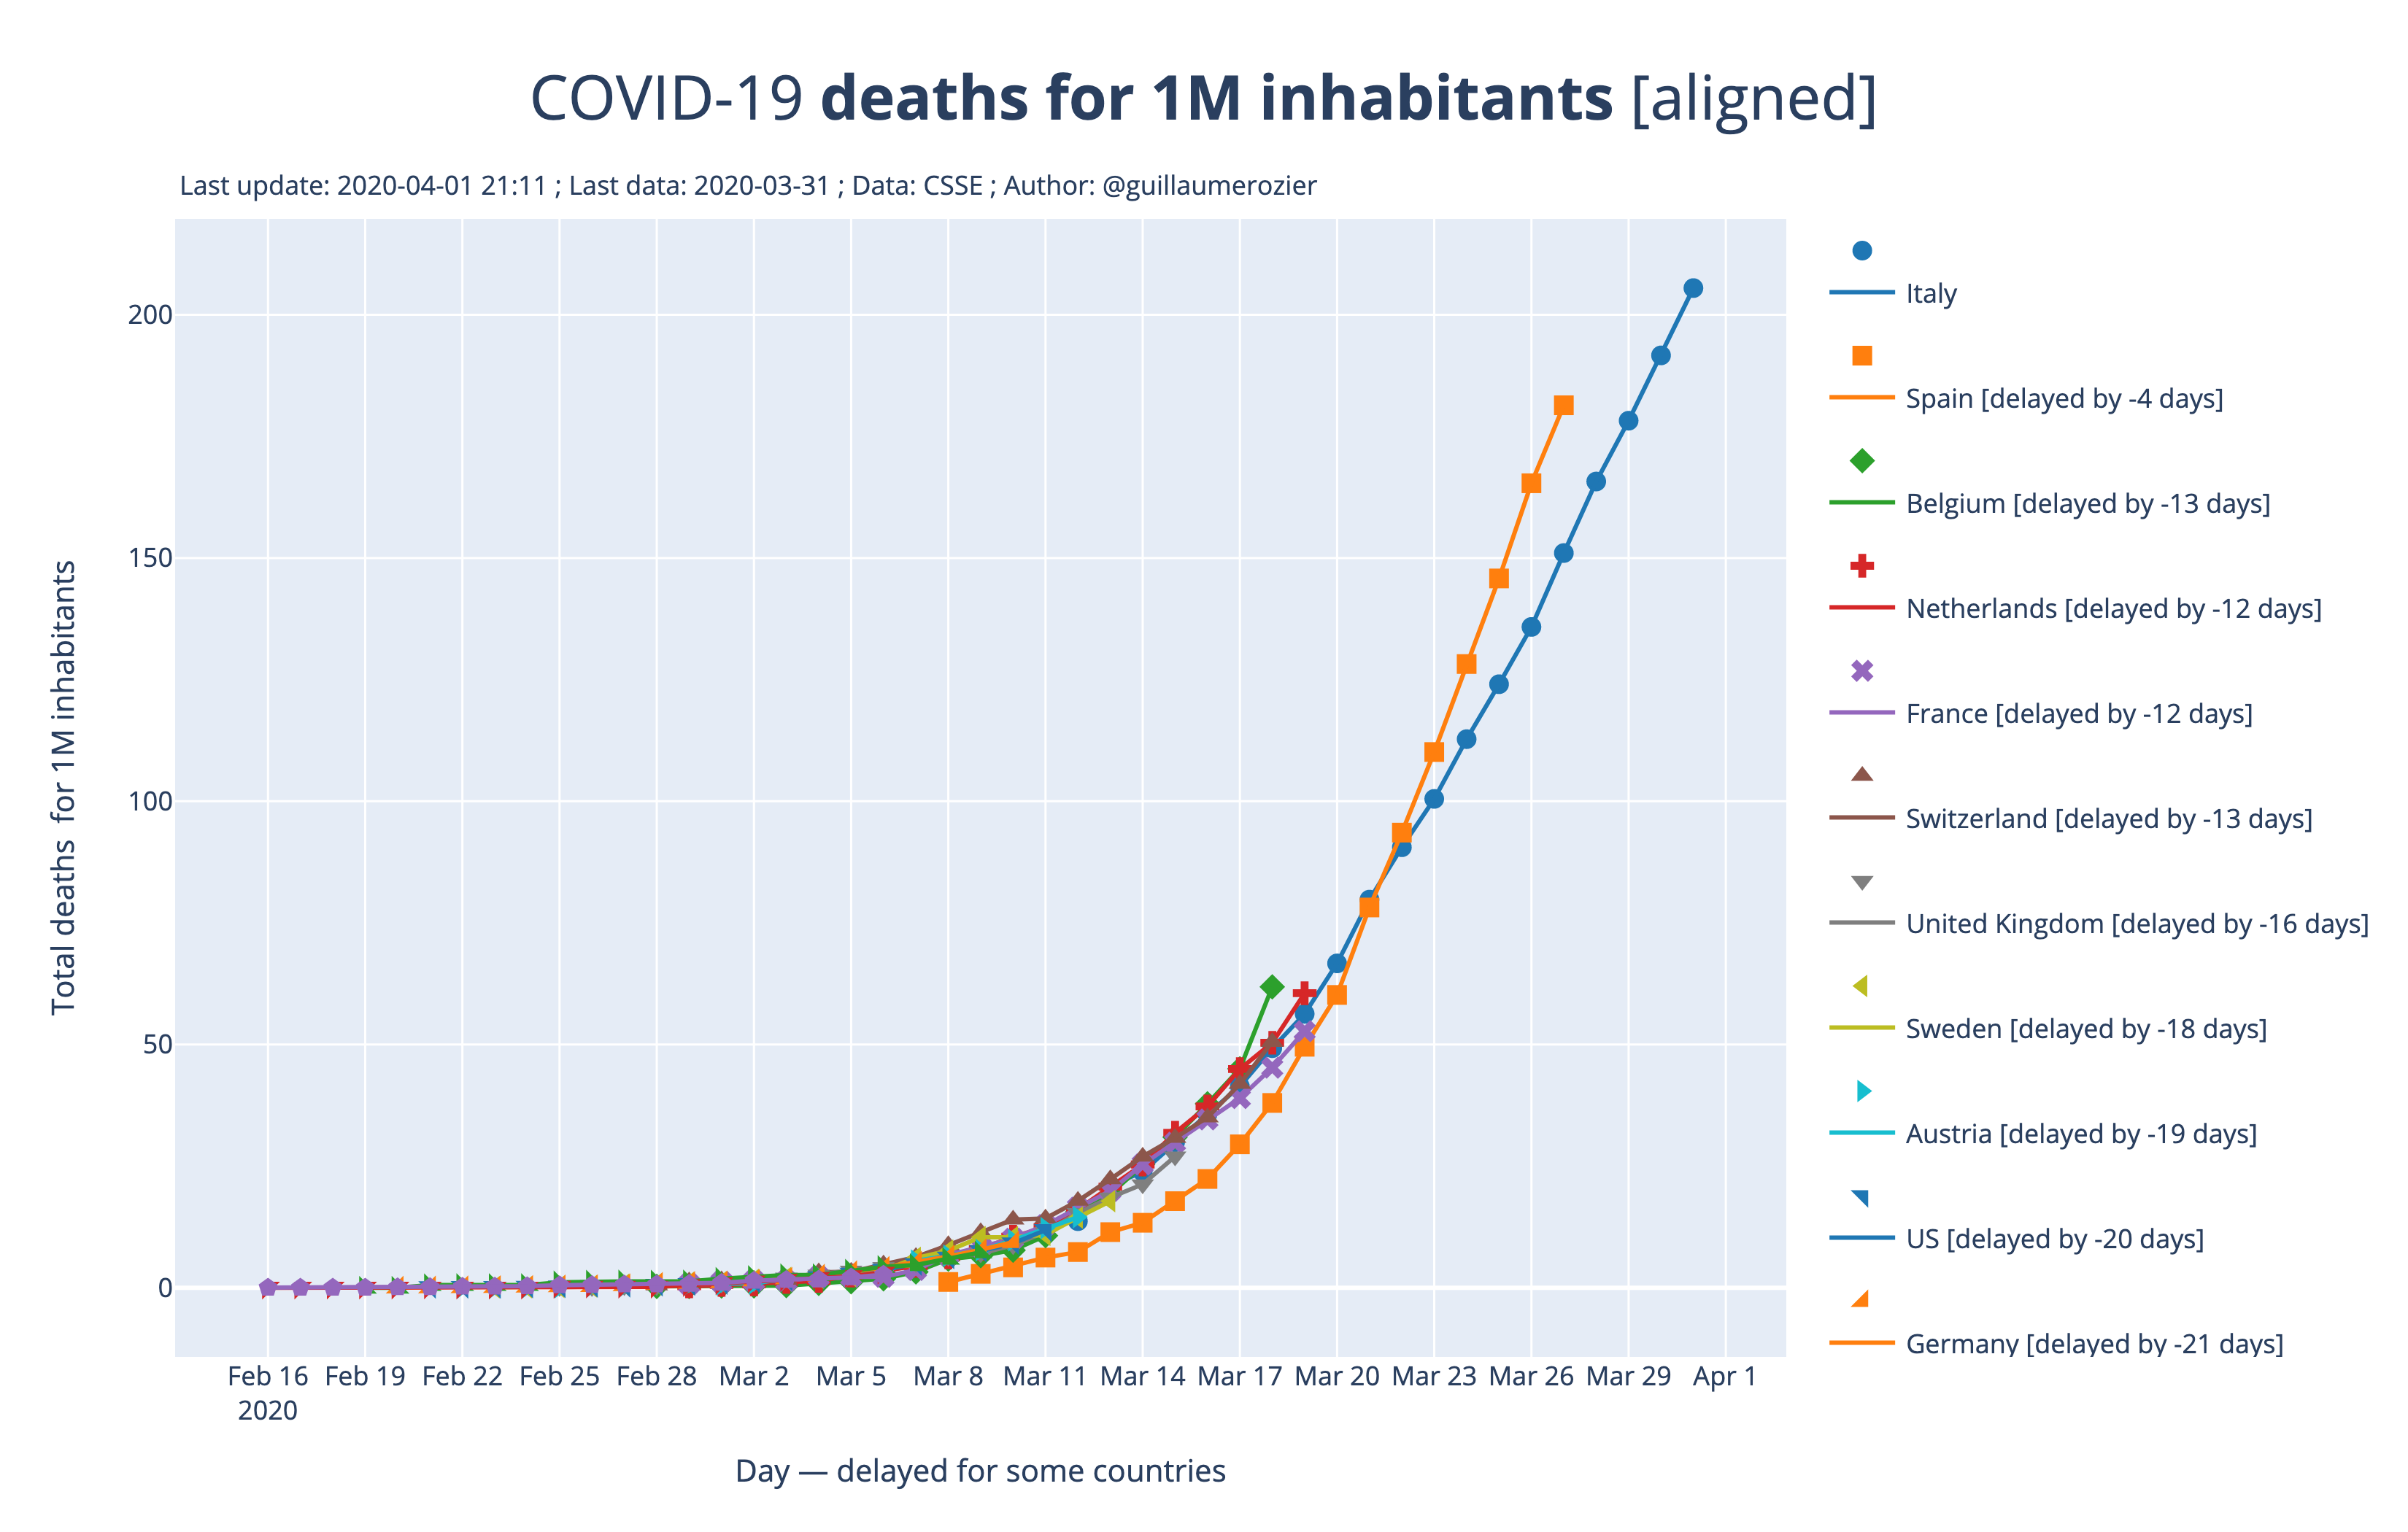 COVID-19 deaths for 1M inhabitants [aligned]
Last update: 2020-04-01 21:11 ; Last data: 2020-03-31 ; Data: CSSE ; Author: @guillaumerozier
Total deaths  for 1M inhabitants
200
150
100
50
0
Feb 16 Feb 19 Feb 22 Feb 25 Feb 28 Mar 2 Mar 5 Mar 8 Mar 11 Mar 14 Mar 17 Mar 20 Mar 23 Mar 26 Mar 29 Apr 1
2020
Day — delayed for some countries
Italy
Spain [delayed by -4 days]
Belgium [delayed by -13 days]
Netherlands [delayed by -12 days]
France [delayed by -12 days]
Switzerland [delayed by -13 days]
United Kingdom [delayed by -16 days]
Sweden [delayed by -18 days]
Austria [delayed by -19 days]
US [delayed by -20 days]
Germany [delayed by -21 days]